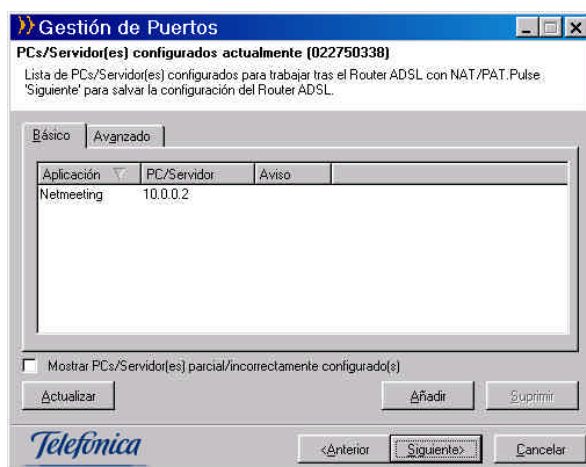 Gestión de Puertos
PCs/Servidor(es) configurados actualmente (022750338)
Lista de PCs/Servidor(es) configurados para trabajar tras el Router ADSL con NAT/PAT.Pulse
'Siguiente' para salvar la configuración del Router ADSL.
Básico Avanzado
Aplicación PC/Servidor Aviso
Netmeeting 10.0.0.2
Mostrar PCs/Servidor(es) parcial/incorrectamente configurado(s)
Actualizar Añadir Suprimir
Telefónica <Anterior Siguiente> Cancelar